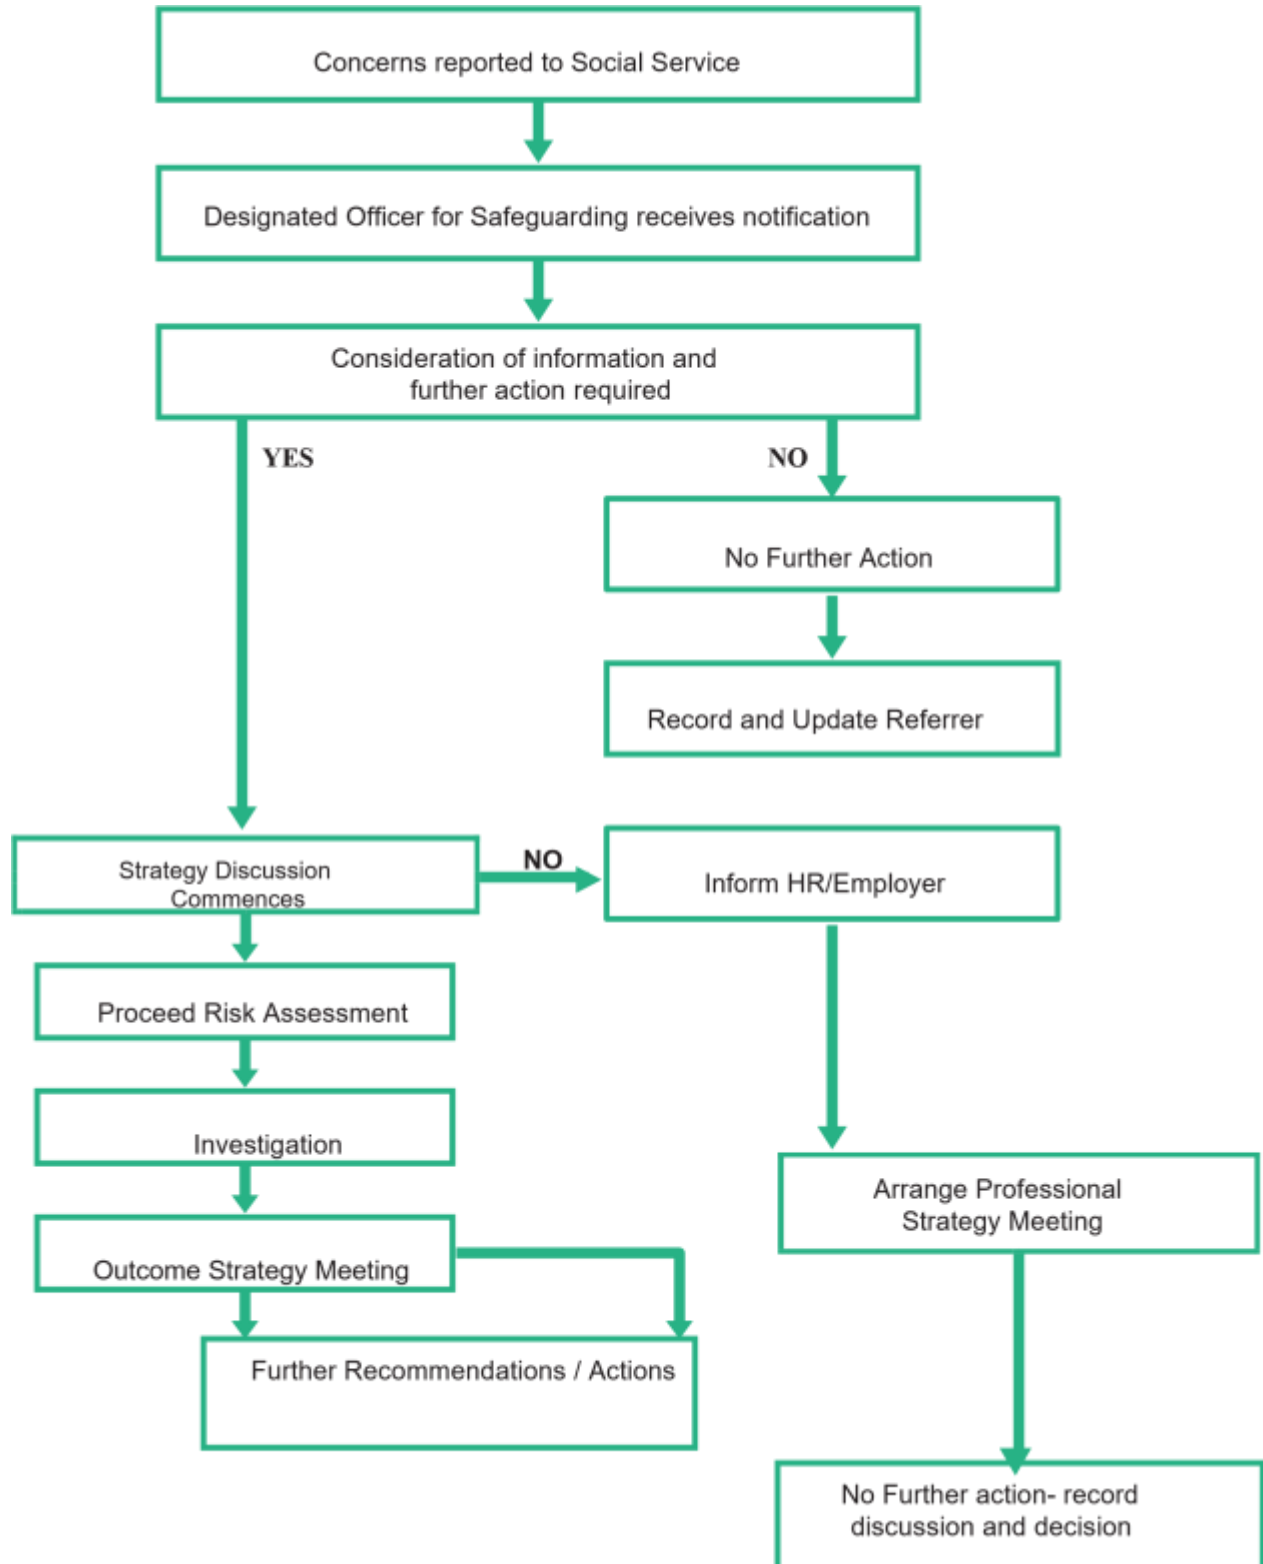 Concerns reported to Social Service
Designated Officer for Safeguarding receives notification
Consideration of information and
further action required
YES
NO
No Further Action
Record and Update Referrer
Strategy Discussion
Commences
NO
Inform HR/Employer
Proceed Risk Assessment
Investigation
Arrange Professional
Strategy Meeting
Outcome Strategy Meeting
Further Recommendations / Actions
No Further action- record
discussion and decision